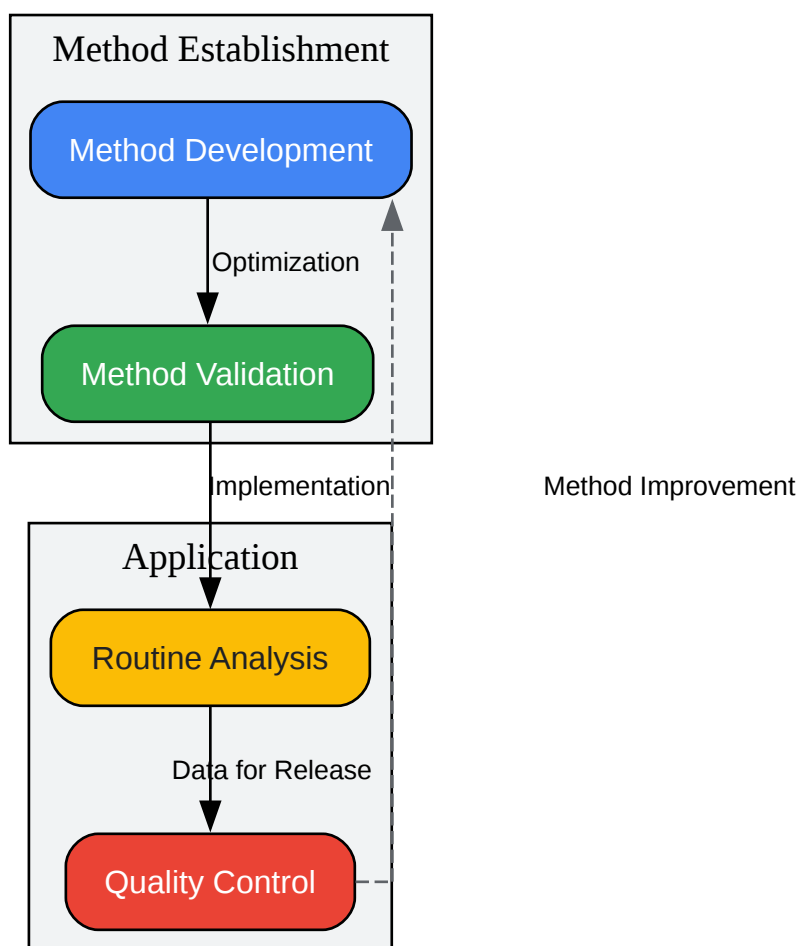 Method Establishment
Method Development
Optimization
Method Validation
Implementation
Method Improvement
Application
Routine Analysis
Data for Release
Quality Control